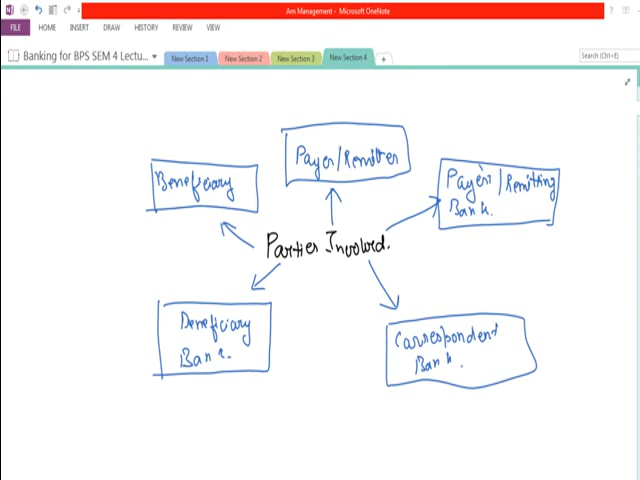 Am Management - Microsoft OneNote
FILE HOME INSERT DRAW HISTORY REVIEW VIEW
Banking for BPS SEM 4 Lectu... New Section 1 New Section 2 New Section 3 New Section 4 + Search (Ctrl+E)
Payer/Remitter
Beneficiary
Payer's/Remitting
Bank.
Parties Involved.
Beneficiary
Bank.
Correspondent
Bank.